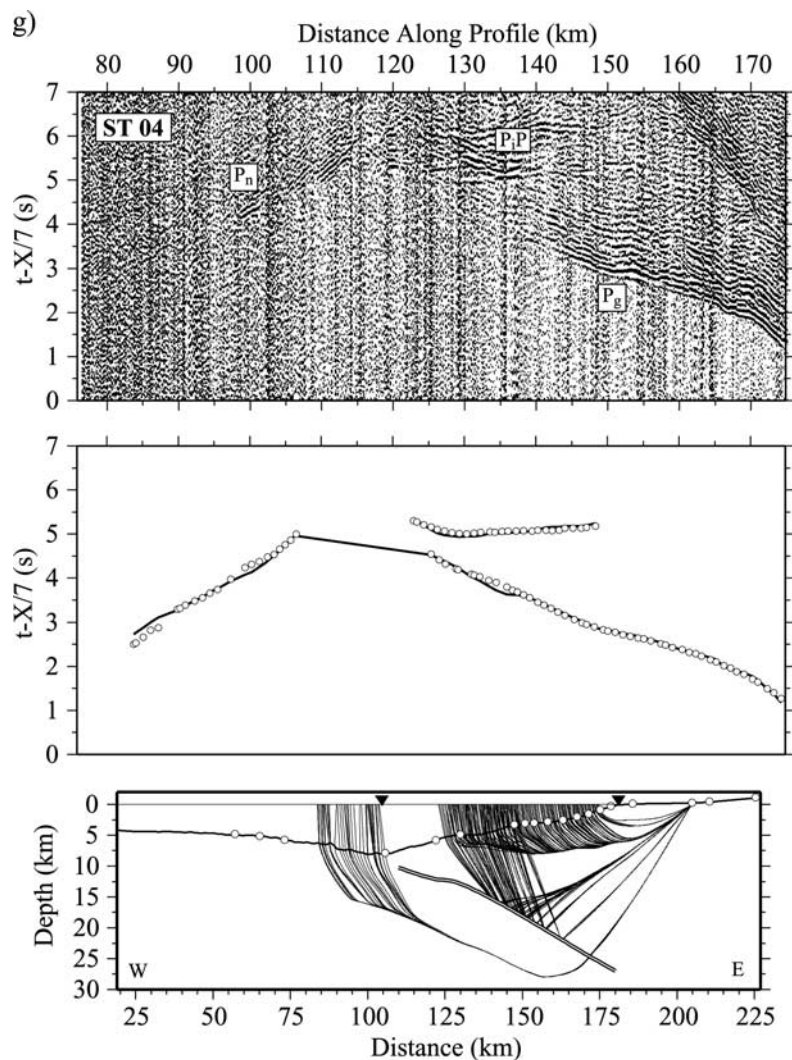 g)
Distance Along Profile (km)
80 90 100 110 120 130 140 150 160 170
7
6
5
4
3
2
1
0
t-X/7 (s)
ST 04
PiP
Pn
Pg
7
6
5
4
3
2
1
0
t-X/7 (s)
0
5
10
15
20
25
30
Depth (km)
W
E
25 50 75 100 125 150 175 200 225
Distance (km)